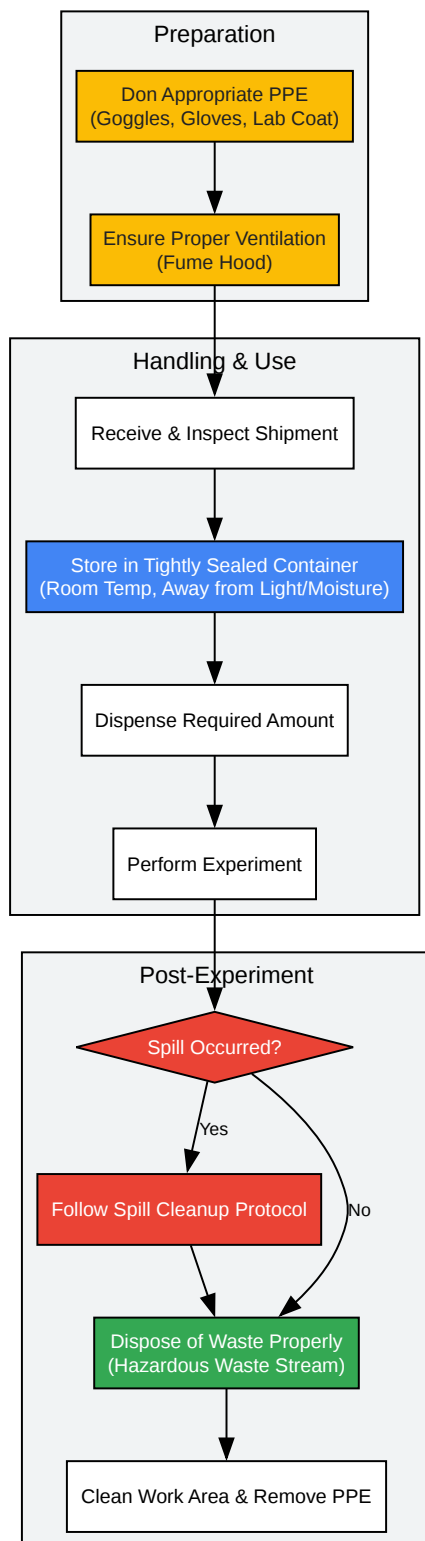 Preparation
Don Appropriate PPE
(Goggles, Gloves, Lab Coat)
Ensure Proper Ventilation
(Fume Hood)
Handling & Use
Receive & Inspect Shipment
Store in Tightly Sealed Container
(Room Temp, Away from Light/Moisture)
Dispense Required Amount
Perform Experiment
Post-Experiment
Spill Occurred?
Yes
Follow Spill Cleanup Protocol
No
Dispose of Waste Properly
(Hazardous Waste Stream)
Clean Work Area & Remove PPE